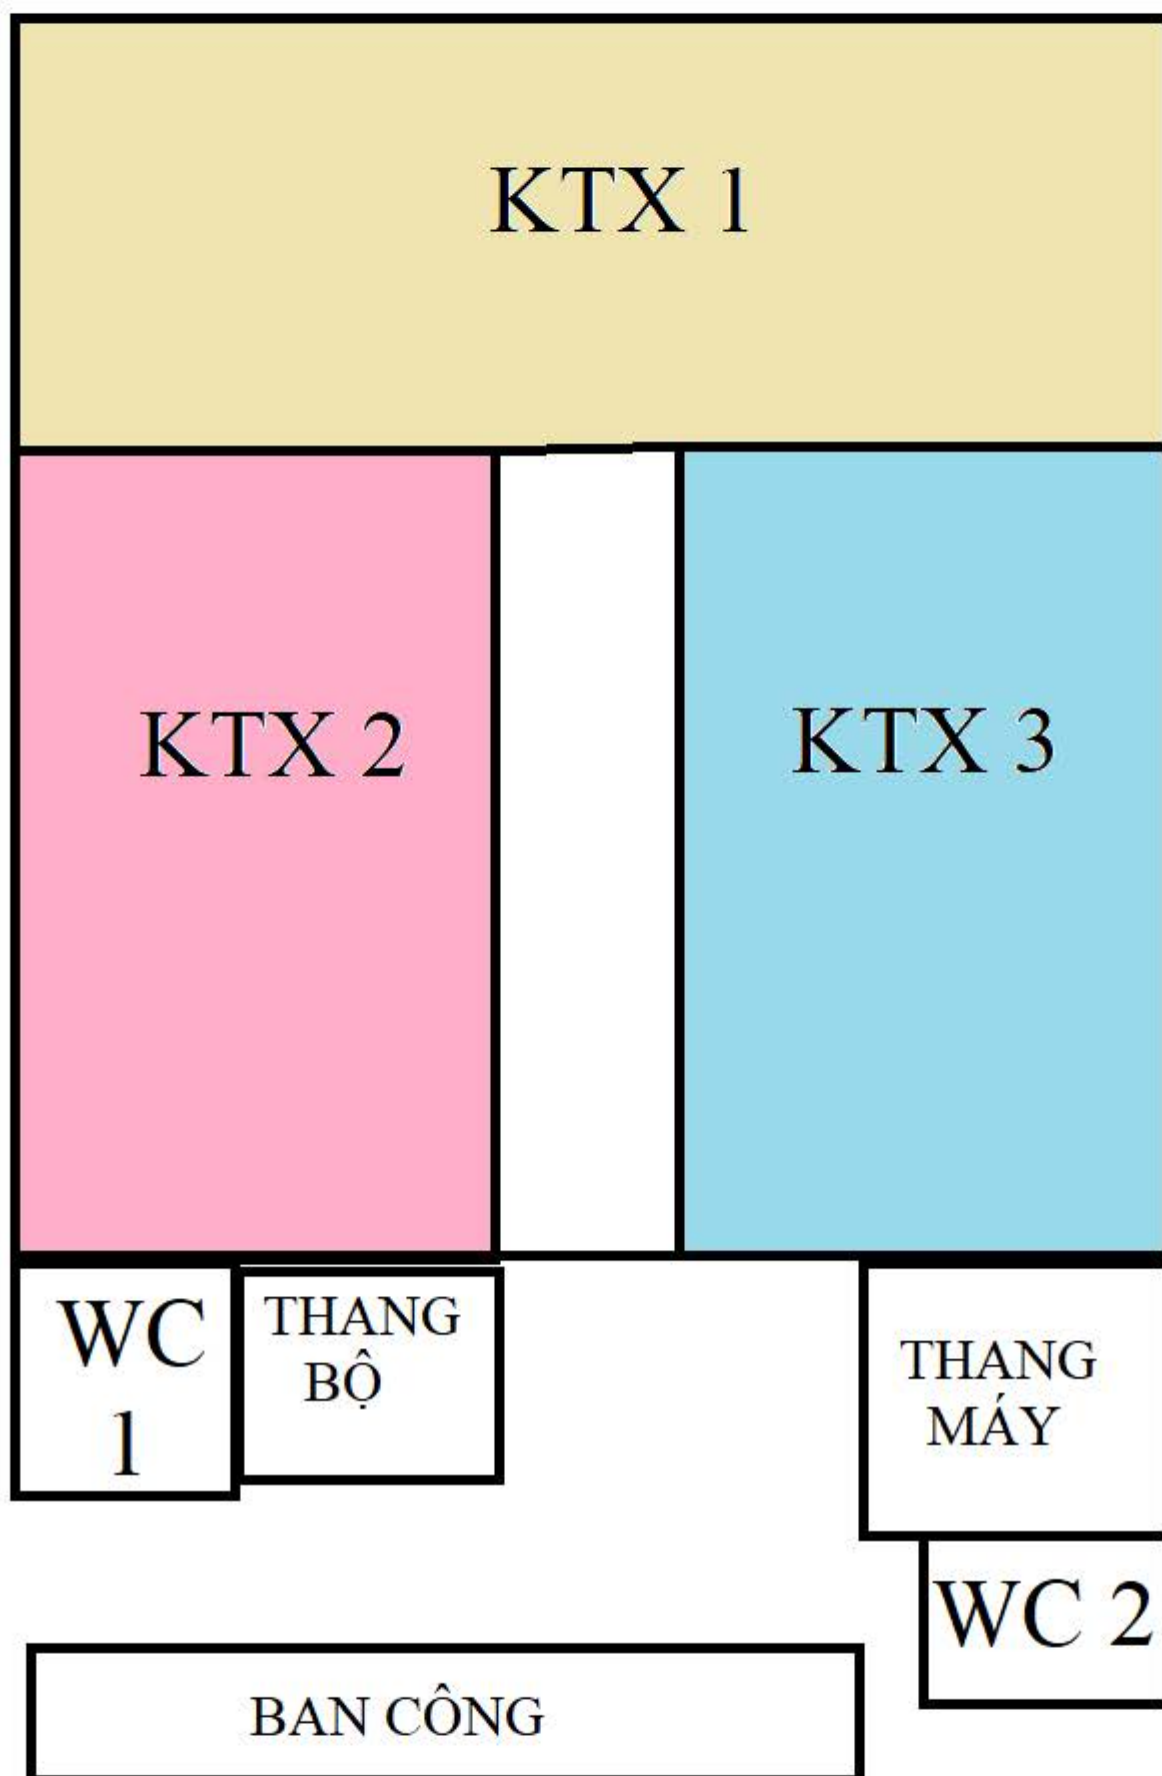 KTX 1
KTX 2
KTX 3
WC
1
THANG
BỘ
THANG
MÁY
WC 2
BAN CÔNG